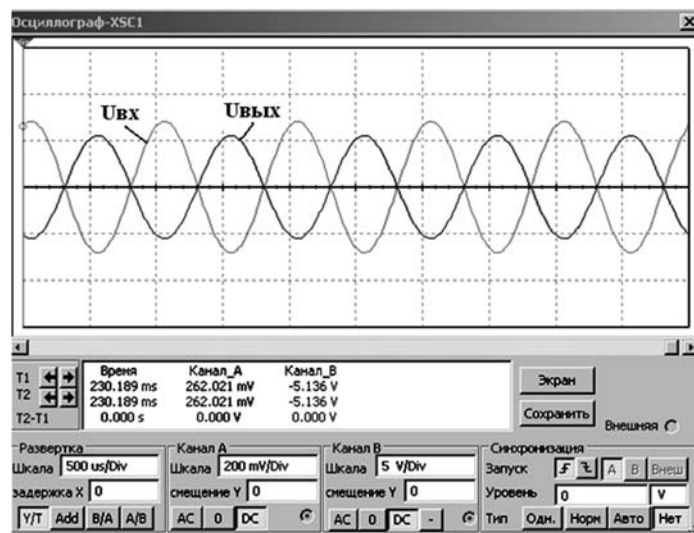 Осциллограф-XSC1
Uвх Uвых
T1 Время Канал_A Канал_B
T2 230.189 ms 262.021 mV -5.136 V
230.189 ms 262.021 mV -5.136 V
T2-T1 0.000 s 0.000 V 0.000 V
Экран
Сохранить
Внешняя
Развертка Канал A Канал B Синхронизация
Шкала 500 us/Div Шкала 200 mV/Div Шкала 5 V/Div Запуск A B Внеш
задержка X 0 смещение Y 0 смещение Y 0 Уровень 0 V
Y/T Add B/A A/B AC 0 DC AC 0 DC - Тип Одн. Норм Авто Нет